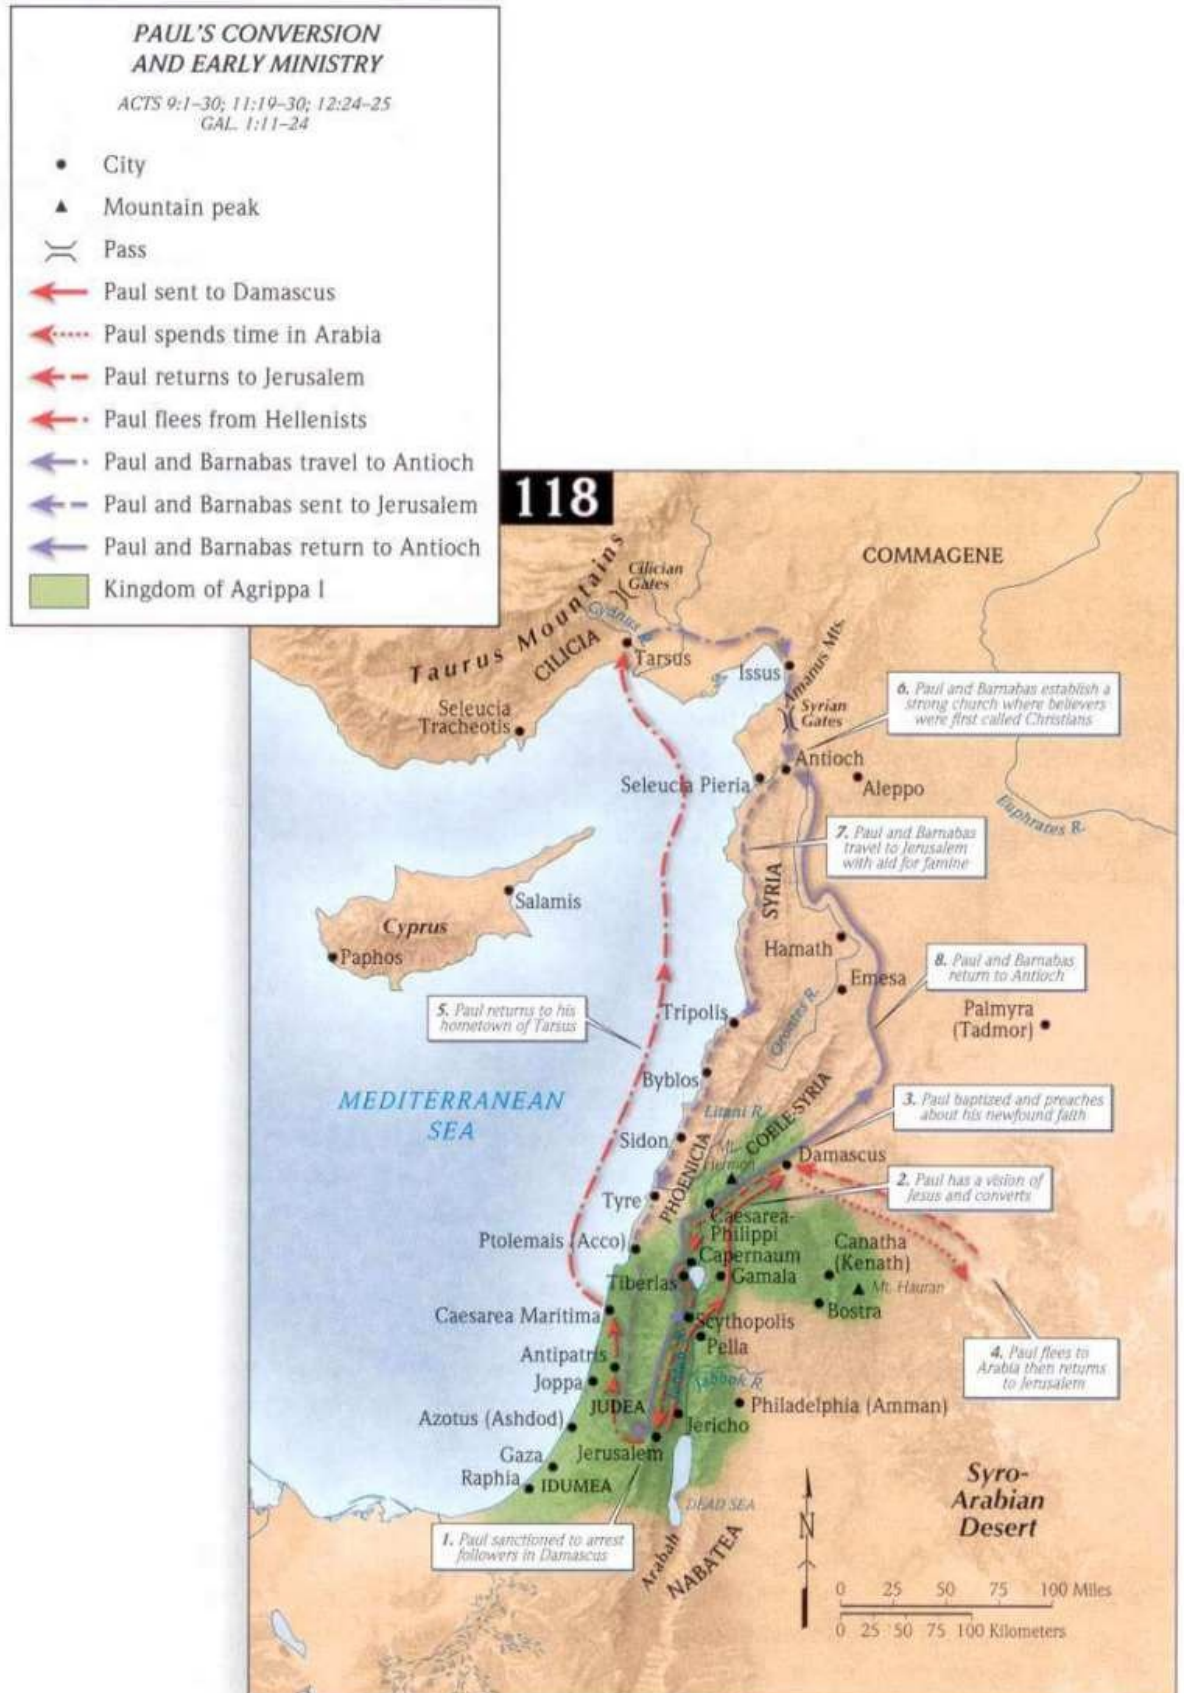 PAUL'S CONVERSION
AND EARLY MINISTRY
ACTS 9:1–30; 11:19–30; 12:24–25
GAL. 1:11–24
City
Mountain peak
Pass
Paul sent to Damascus
Paul spends time in Arabia
Paul returns to Jerusalem
Paul flees from Hellenists
Paul and Barnabas travel to Antioch
Paul and Barnabas sent to Jerusalem
Paul and Barnabas return to Antioch
Kingdom of Agrippa I
118
COMMAGENE
Taurus Mountains
Cilician
Gates
Cydnus R.
CILICIA
Tarsus
Issus
Amanus Mts.
Syrian
Gates
Seleucia
Tracheotis
6. Paul and Barnabas establish a
strong church where believers
were first called Christians
Antioch
Seleucia Pieria
Aleppo
Euphrates R.
7. Paul and Barnabas
travel to Jerusalem
with aid for famine
SYRIA
Salamis
Cyprus
Paphos
Hamath
Emesa
8. Paul and Barnabas
return to Antioch
5. Paul returns to his
hometown of Tarsus
Tripolis
Orontes R.
Palmyra
(Tadmor)
Byblos
MEDITERRANEAN
SEA
Litani R.
COELE-SYRIA
3. Paul baptized and preaches
about his newfound faith
Sidon
PHOENICIA
Mt.
Hermon
Damascus
2. Paul has a vision of
Jesus and converts
Tyre
Caesarea-
Philippi
Ptolemais (Acco)
Capernaum
Canatha
(Kenath)
Tiberias
Gamala
Mt. Hauran
Bostra
Caesarea Maritima
Scythopolis
Pella
4. Paul flees to
Arabia then returns
to Jerusalem
Antipatris
Joppa
Jabbok R.
JUDEA
Philadelphia (Amman)
Azotus (Ashdod)
Jericho
Jerusalem
Gaza
Raphia
IDUMEA
DEAD SEA
Syro-
Arabian
Desert
1. Paul sanctioned to arrest
followers in Damascus
Arabah
NABATEA
N
0 25 50 75 100 Miles
0 25 50 75 100 Kilometers